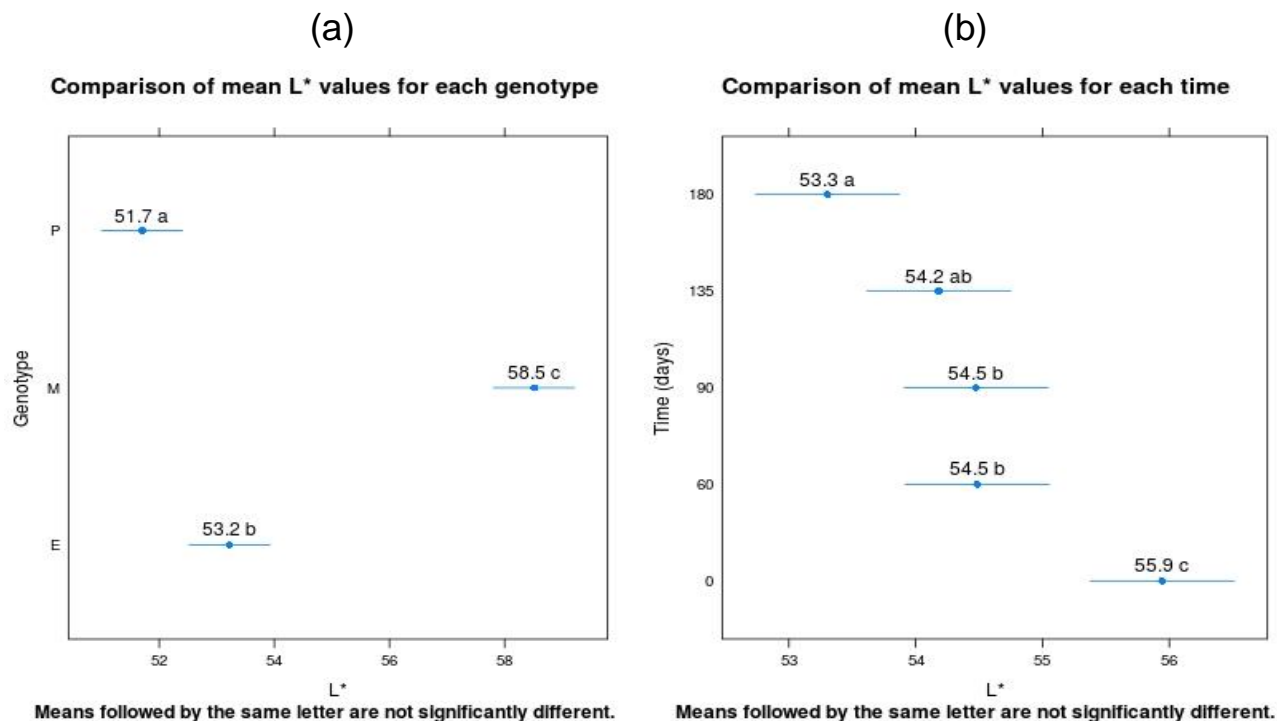 (a)
Comparison of mean L* values for each genotype
51.7 a
P
58.5 c
M
53.2 b
E
Genotype
52 54 56 58
L*
Means followed by the same letter are not significantly different.
(b)
Comparison of mean L* values for each time
53.3 a
180
54.2 ab
135
54.5 b
90
54.5 b
60
55.9 c
0
Time (days)
53 54 55 56
L*
Means followed by the same letter are not significantly different.